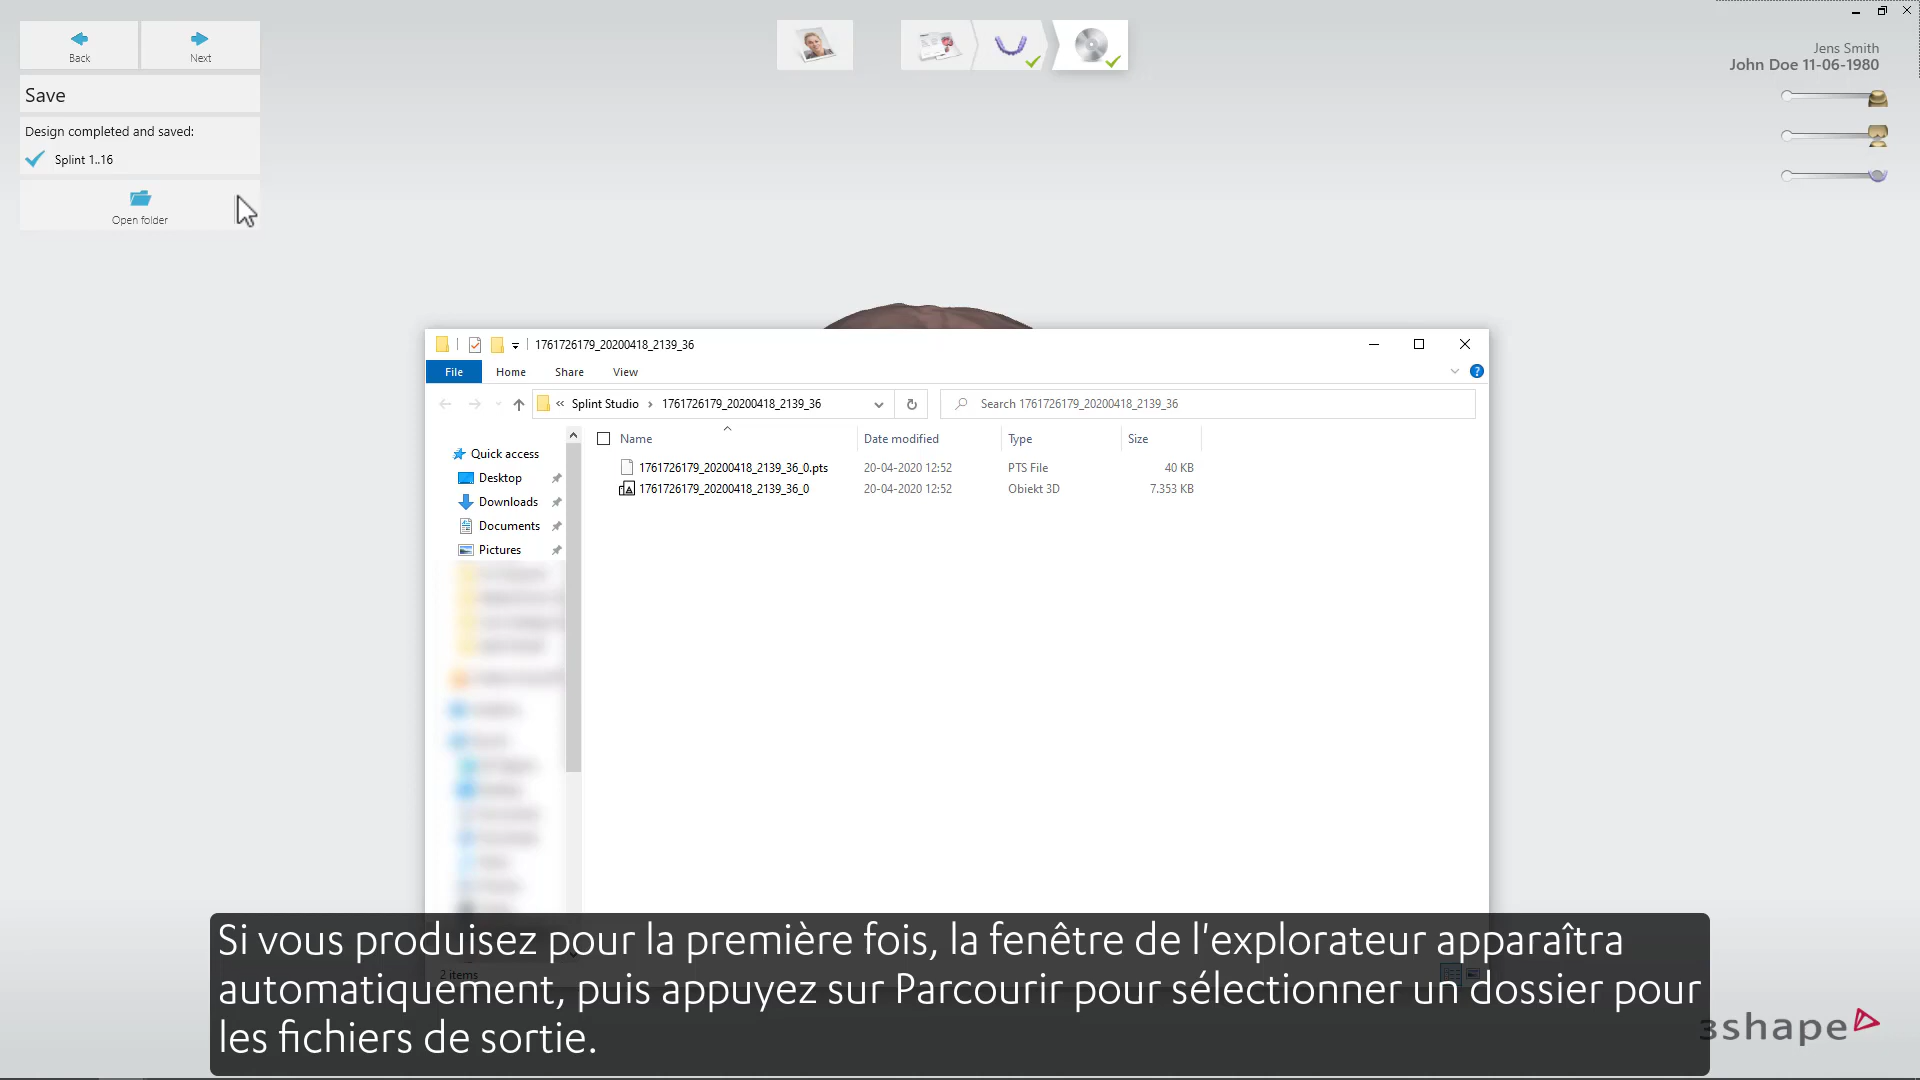 Back
Next
Jens Smith
John Doe 11-06-1980
Save
Design completed and saved:
Splint 1..16
Open folder
1761726179_20200418_2139_36
File Home Share View
« Splint Studio › 1761726179_20200418_2139_36
Search 1761726179_20200418_2139_36
Name Date modified Type Size
Quick access
Desktop
Downloads
Documents
Pictures
1761726179_20200418_2139_36_0.pts 20-04-2020 12:52 PTS File 40 KB
1761726179_20200418_2139_36_0 20-04-2020 12:52 Obiekt 3D 7.353 KB
2 items
Si vous produisez pour la première fois, la fenêtre de l'explorateur apparaîtra
automatiquement, puis appuyez sur Parcourir pour sélectionner un dossier pour
les fichiers de sortie.
3shape